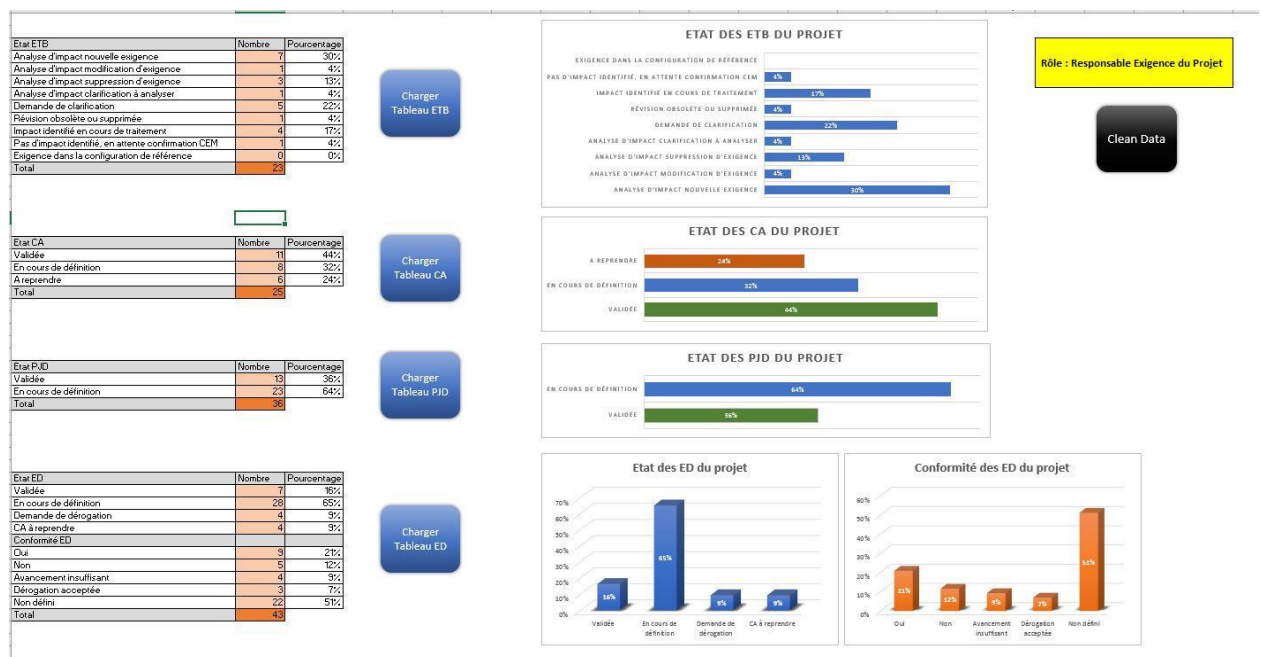 Etat ETB Nombre Pourcentage
Analyse d'impact nouvelle exigence 7 30%
Analyse d'impact modification d'exigence 1 4%
Analyse d'impact suppression d'exigence 3 13%
Analyse d'impact clarification à analyser 1 4%
Demande de clarification 5 22%
Révision obsolète ou supprimée 1 4%
Impact identifié en cours de traitement 4 17%
Pas d'impact identifié, en attente confirmation CEM 1 4%
Exigence dans la configuration de référence 0 0%
Total 23
Charger
Tableau ETB
ETAT DES ETB DU PROJET
EXIGENCE DANS LA CONFIGURATION DE RÉFÉRENCE
PAS D'IMPACT IDENTIFIÉ, EN ATTENTE CONFIRMATION CEM 4%
IMPACT IDENTIFIÉ EN COURS DE TRAITEMENT 17%
RÉVISION OBSOLÈTE OU SUPPRIMÉE 4%
DEMANDE DE CLARIFICATION 22%
ANALYSE D'IMPACT CLARIFICATION À ANALYSER 4%
ANALYSE D'IMPACT SUPPRESSION D'EXIGENCE 13%
ANALYSE D'IMPACT MODIFICATION D'EXIGENCE 4%
ANALYSE D'IMPACT NOUVELLE EXIGENCE 30%
Rôle : Responsable Exigence du Projet
Clean Data
Etat CA Nombre Pourcentage
Validée 11 44%
En cours de définition 8 32%
A reprendre 6 24%
Total 25
Charger
Tableau CA
ETAT DES CA DU PROJET
A REPRENDRE 24%
EN COURS DE DÉFINITION 32%
VALIDÉE 44%
Etat PJD Nombre Pourcentage
Validée 13 36%
En cours de définition 23 64%
Total 36
Charger
Tableau PJD
ETAT DES PJD DU PROJET
EN COURS DE DÉFINITION 64%
VALIDÉE 36%
Etat ED Nombre Pourcentage
Validée 7 16%
En cours de définition 28 65%
Demande de dérogation 4 9%
CA à reprendre 4 9%
Conformité ED
Oui 9 21%
Non 5 12%
Avancement insuffisant 4 9%
Dérogation acceptée 3 7%
Non défini 22 51%
Total 43
Charger
Tableau ED
Etat des ED du projet
70%
60%
50%
40%
30%
20%
10%
0%
16% 65% 9% 9%
Validée En cours de Demande de CA à reprendre
définition dérogation
Conformité des ED du projet
60%
50%
40%
30%
20%
10%
0%
21% 12% 9% 7% 51%
Oui Non Avancement Dérogation Non défini
insuffisant acceptée